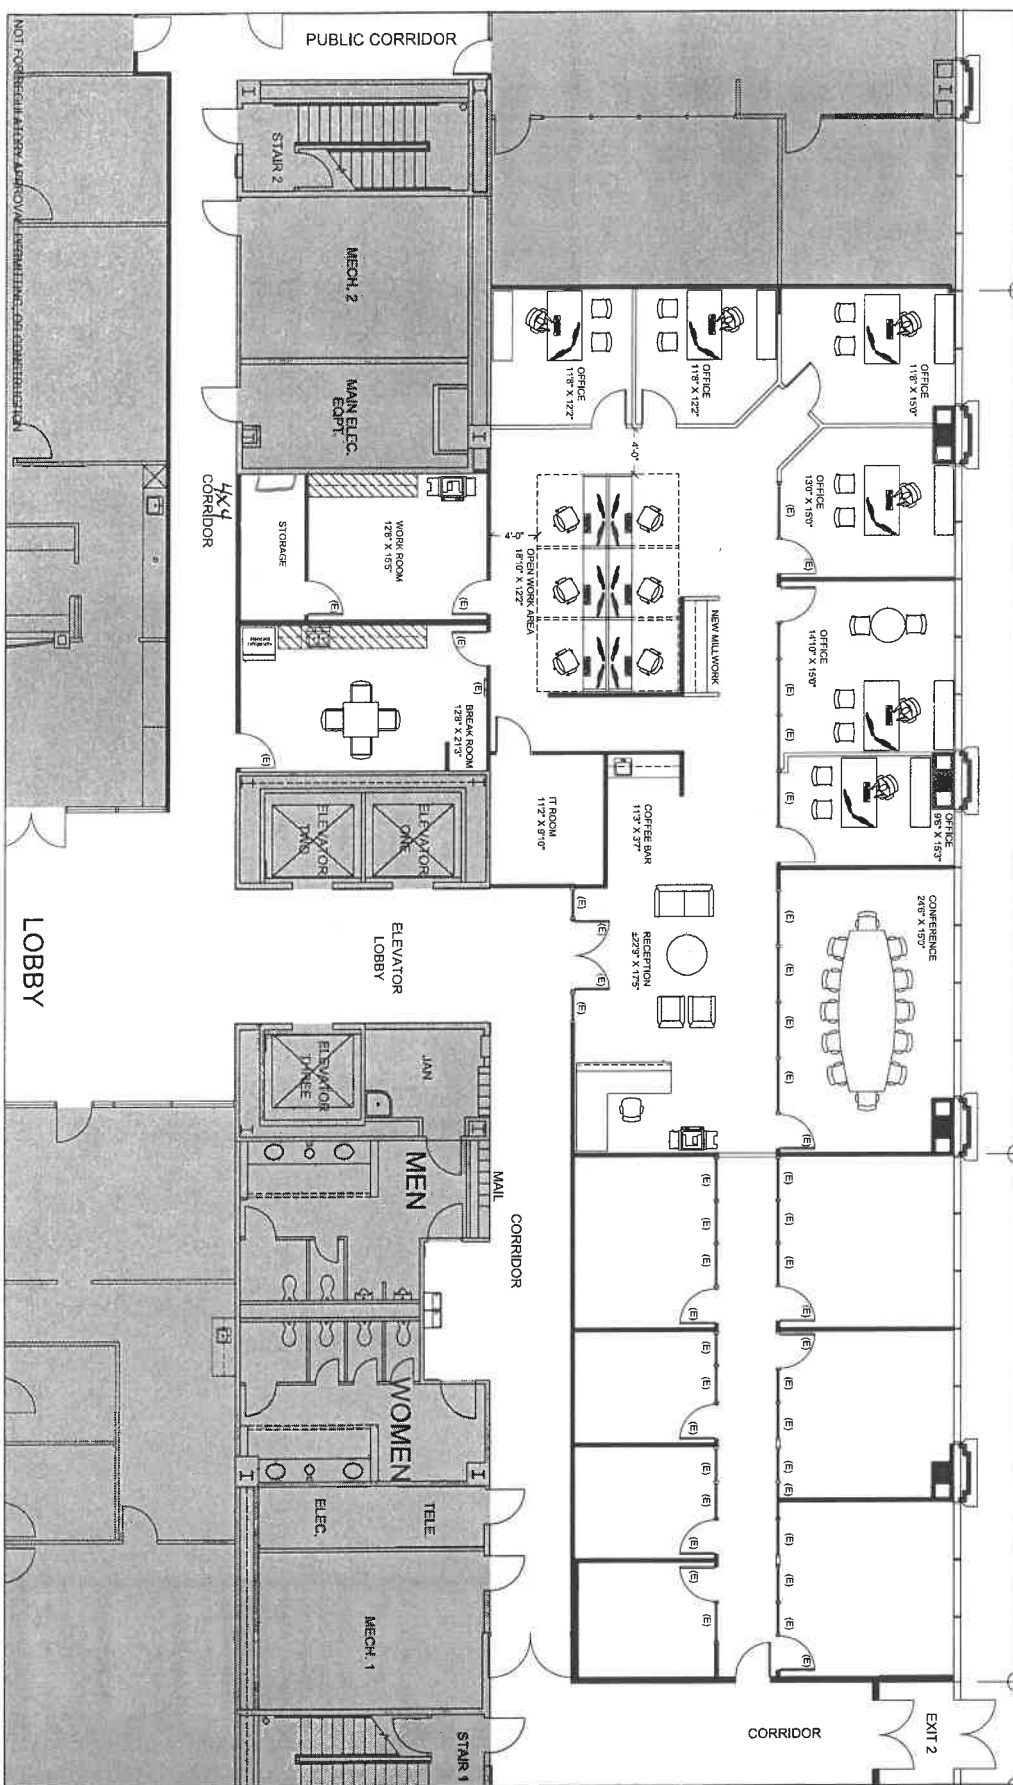 PUBLIC CORRIDOR
NOT FOR REGULATORY APPROVAL, PERMITTING, OR CONSTRUCTION
STAIR 2
MECH. 2
MAIN ELEC.
EQPT.
4x4
CORRIDOR
STORAGE
WORK ROOM
12'8" X 15'5"
(E)
(E)
OFFICE
11'8" X 12'2"
OFFICE
11'8" X 12'2"
OFFICE
11'8" X 15'0"
4'-0"
4'-0"
OPEN WORK AREA
18'10" X 12'2"
OFFICE
13'0" X 15'0"
(E)
(E)
NEW MILLWORK
OFFICE
14'10" X 15'0"
(E)
(E)
BREAK ROOM
12'8" X 21'3"
(E)
(E)
(E)
OFFICE
9'6" X 15'3"
(E)
IT ROOM
11'2" X 9'10"
COFFEE BAR
11'3" X 3'7"
ELEVATOR
ONE
ELEVATOR
TWO
LOBBY
ELEVATOR
LOBBY
(E)
(E)
(E)
(E)
RECEPTION
±22'9" X 17'5"
CONFERENCE
24'6" X 15'0"
(E)
(E)
(E)
(E)
(E)
ELEVATOR
THREE
JAN.
MEN
MAIL
CORRIDOR
(E)
(E)
(E)
(E)
(E)
(E)
(E)
(E)
WOMEN
(E)
(E)
(E)
(E)
(E)
(E)
TELE.
ELEC.
(E)
(E)
(E)
(E)
(E)
(E)
(E)
(E)
MECH. 1
STAIR 1
CORRIDOR
EXIT 2